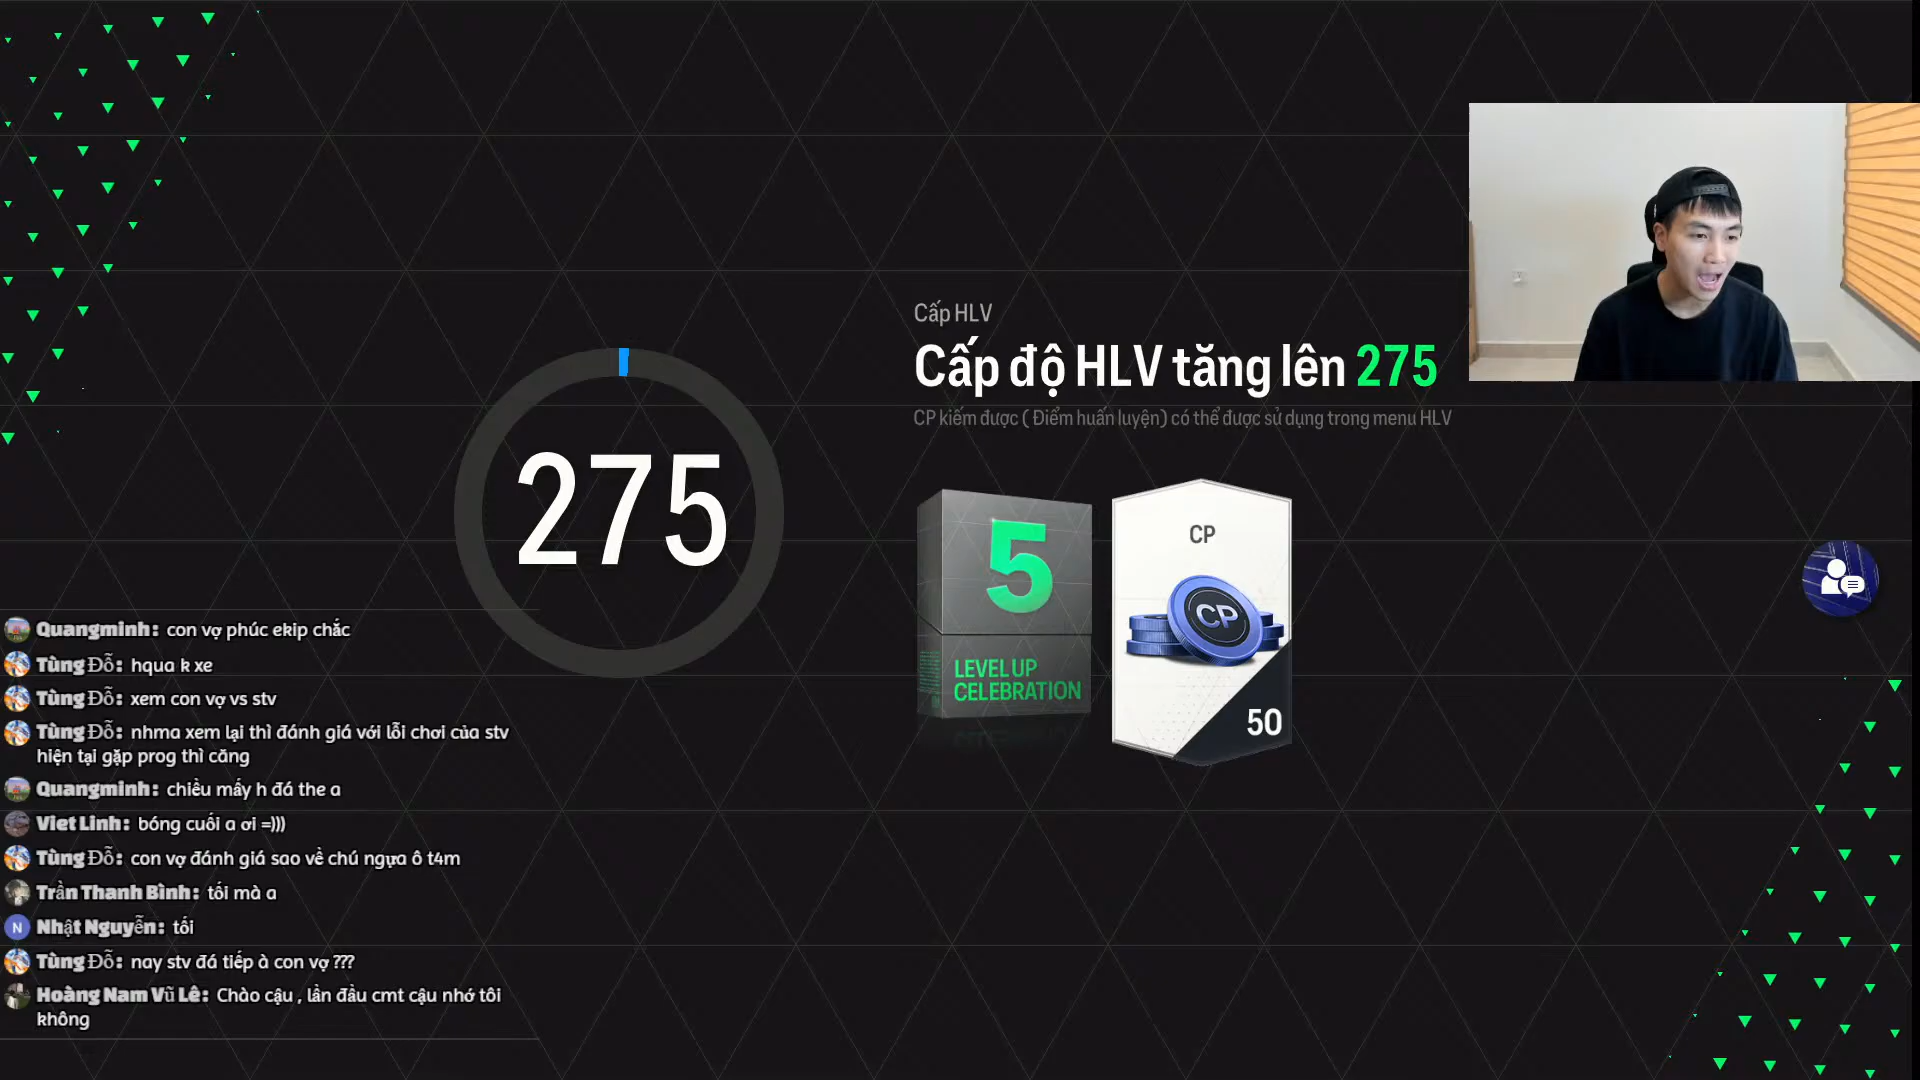 Cấp HLV
Cấp độ HLV tăng lên 275
CP kiếm được ( Điểm huấn luyện) có thể được sử dụng trong menu HLV
275
5
LEVEL UP
CELEBRATION
CP
CP
50
Quangminh: con vợ phúc ekip chắc
Tùng Đỗ: hqua k xe
Tùng Đỗ: xem con vợ vs stv
Tùng Đỗ: nhma xem lại thì đánh giá với lỗi chơi của stv
hiện tại gặp prog thì căng
Quangminh: chiều mấy h đá the a
Viet Linh: bóng cuối a ơi =)))
Tùng Đỗ: con vợ đánh giá sao về chú ngựa ô t4m
Trần Thanh Bình: tối mà a
N Nhật Nguyễn: tối
Tùng Đỗ: nay stv đá tiếp à con vợ ???
Hoàng Nam Vũ Lê: Chào cậu , lần đầu cmt cậu nhớ tôi
không